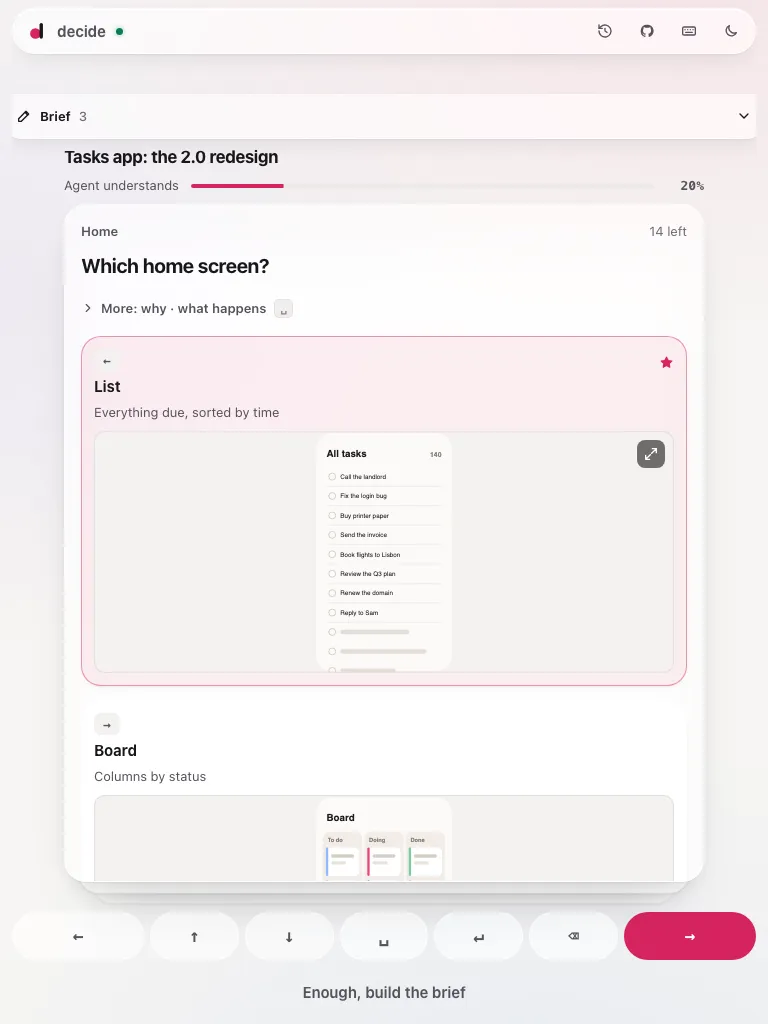 decide
Brief 3
Tasks app: the 2.0 redesign
Agent understands 20%
Home 14 left
Which home screen?
More: why · what happens ␣
←
List
Everything due, sorted by time
All tasks 140
Call the landlord
Fix the login bug
Buy printer paper
Send the invoice
Book flights to Lisbon
Review the Q3 plan
Renew the domain
Reply to Sam
→
Board
Columns by status
Board
To do Doing Done
← ↑ ↓ ␣ ↵ ⌫ →
Enough, build the brief